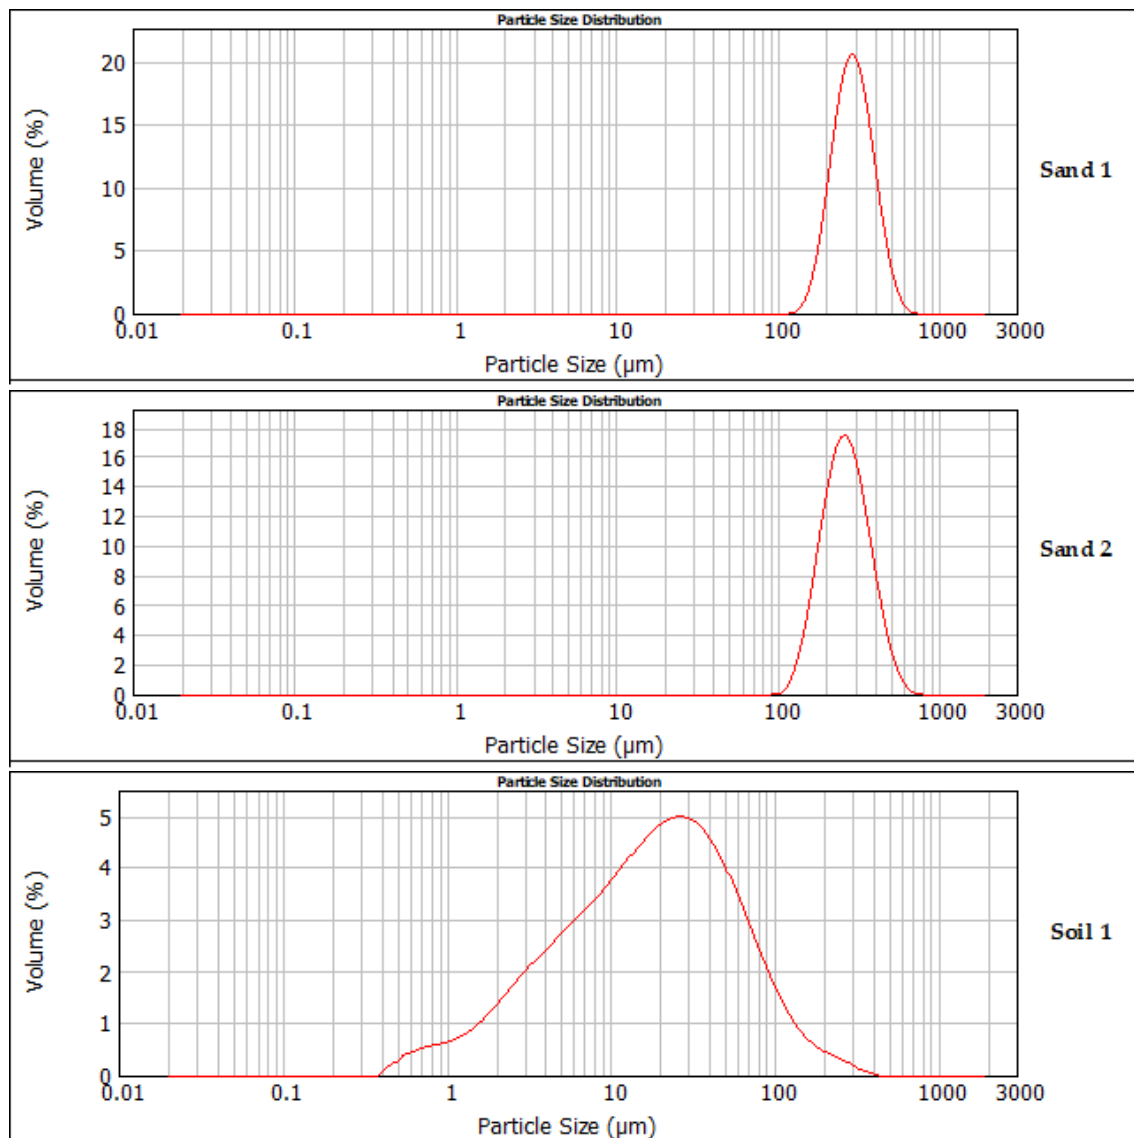 Particle Size Distribution
20
15
10
5
0
0.01 0.1 1 10 100 1000 3000
Volume (%)
Particle Size (µm)
Sand 1
Particle Size Distribution
18
16
14
12
10
8
6
4
2
0
0.01 0.1 1 10 100 1000 3000
Volume (%)
Particle Size (µm)
Sand 2
Particle Size Distribution
5
4
3
2
1
0
0.01 0.1 1 10 100 1000 3000
Volume (%)
Particle Size (µm)
Soil 1